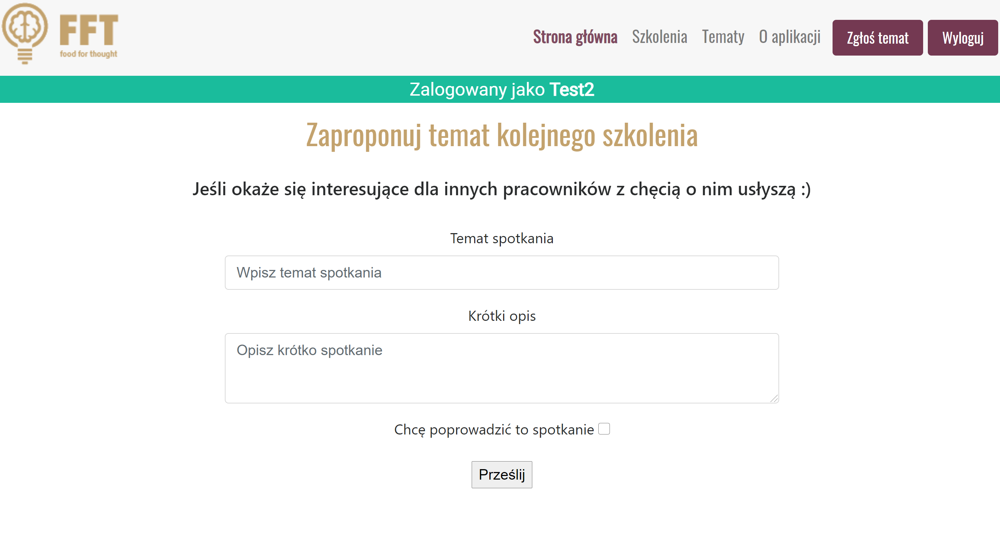 FFT
food for thought
Strona główna Szkolenia Tematy O aplikacji Zgłoś temat Wyloguj
Zalogowany jako Test2
Zaproponuj temat kolejnego szkolenia
Jeśli okaże się interesujące dla innych pracowników z chęcią o nim usłyszą :)
Temat spotkania
Wpisz temat spotkania
Krótki opis
Opisz krótko spotkanie
Chcę poprowadzić to spotkanie
Prześlij